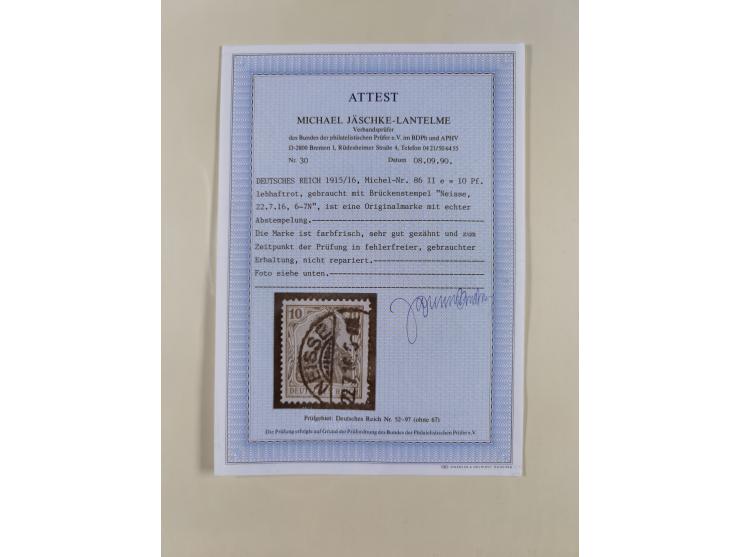 ATTEST
MICHAEL JÄSCHKE-LANTELME
Verbandsprüfer
des Bundes der philatelistischen Prüfer e.V. im BDPh und APHV
D-2800 Bremen 1, Rüdesheimer Straße 4, Telefon 04 21/50 64 55
Nr. 30 Datum 08.09.90.
DEUTSCHES REICH 1915/16, Michel-Nr. 86 II e = 10 Pf.
lebhaftrot, gebraucht mit Brückenstempel "Neisse,
22.7.16, 6-7N", ist eine Originalmarke mit echter
Abstempelung.
Die Marke ist farbfrisch, sehr gut gezähnt und zum
Zeitpunkt der Prüfung in fehlerfreier, gebrauchter
Erhaltung, nicht repariert.
Foto siehe unten.
10
NEISSE
Prüfgebiet: Deutsches Reich Nr. 52-97 (ohne 67)
Die Prüfung erfolgte auf Grund der Prüfordnung des Bundes der Philatelistischen Prüfer e.V.